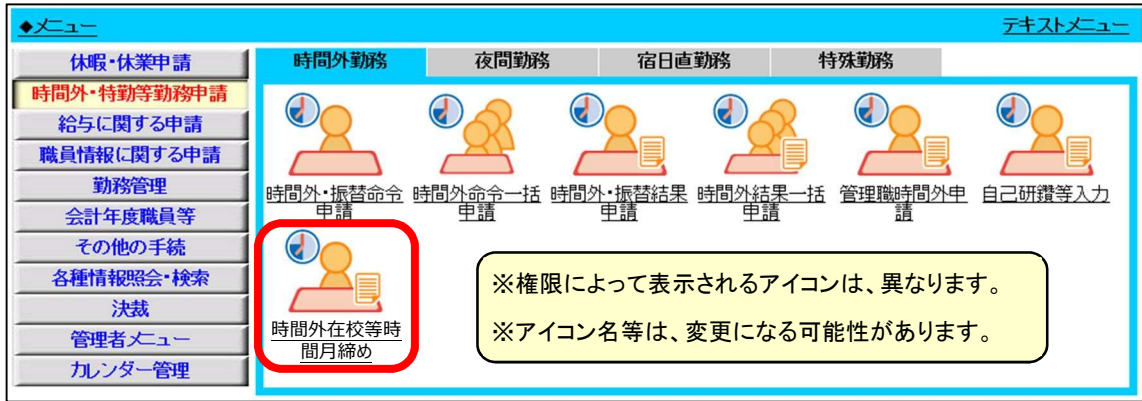 ◆メニュー
テキストメニュー
休暇・休業申請
時間外・特勤等勤務申請
給与に関する申請
職員情報に関する申請
勤務管理
会計年度職員等
その他の手続
各種情報照会・検索
決裁
管理者メニュー
カレンダー管理
時間外勤務
夜間勤務
宿日直勤務
特殊勤務
時間外・振替命令
申請
時間外命令一括
申請
時間外・振替結果
申請
時間外結果一括
申請
管理職時間外申
請
自己研鑽等入力
時間外在校等時
間月締め
※権限によって表示されるアイコンは、異なります。
※アイコン名等は、変更になる可能性があります。